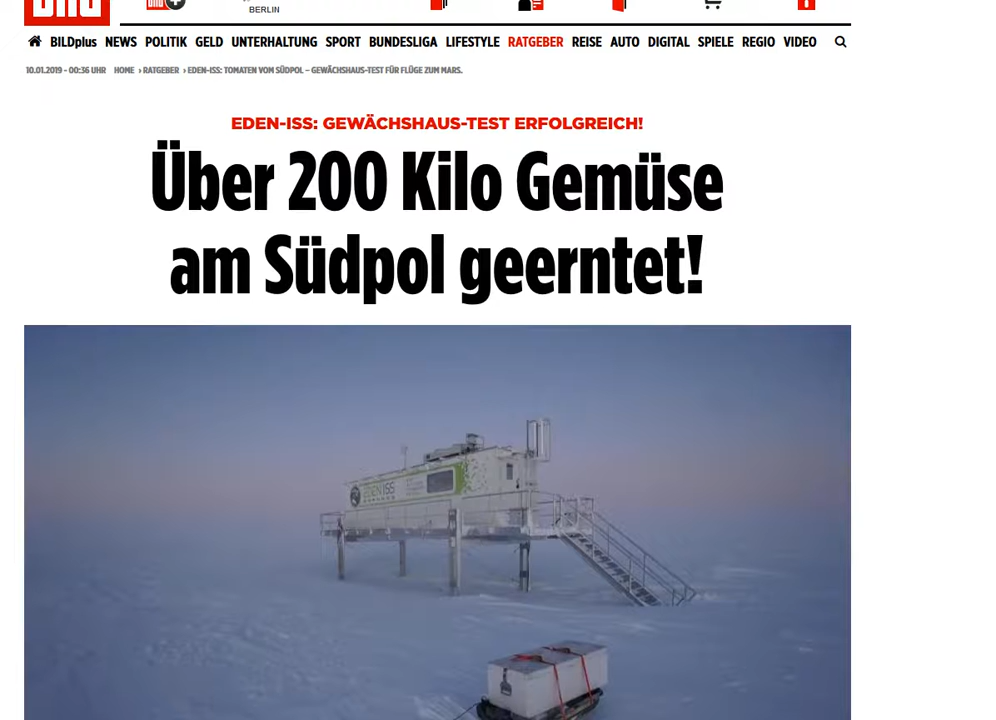 BERLIN
BILDplus NEWS POLITIK GELD UNTERHALTUNG SPORT BUNDESLIGA LIFESTYLE RATGEBER REISE AUTO DIGITAL SPIELE REGIO VIDEO
10.01.2019 - 00:36 UHR HOME › RATGEBER › EDEN-ISS: TOMATEN VOM SÜDPOL – GEWÄCHSHAUS-TEST FÜR FLÜGE ZUM MARS.
EDEN-ISS: GEWÄCHSHAUS-TEST ERFOLGREICH!
Über 200 Kilo Gemüse
am Südpol geerntet!
EDEN ISS